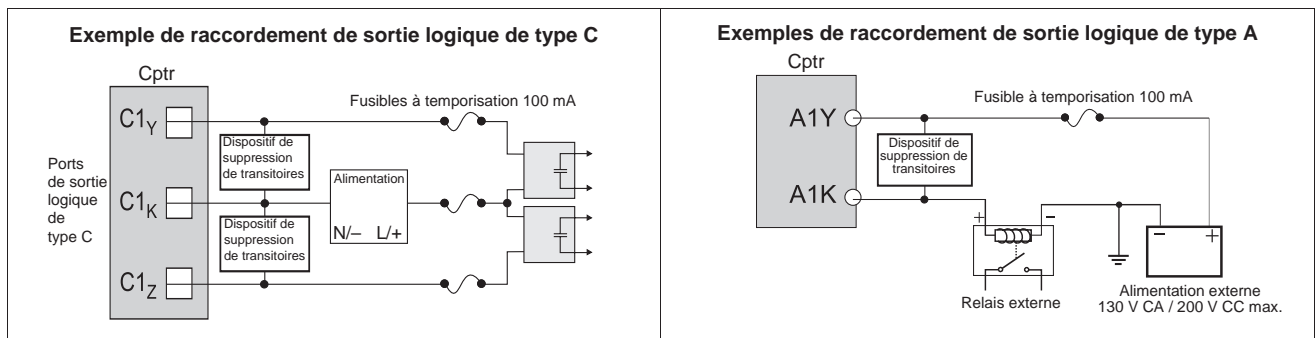 Exemple de raccordement de sortie logique de type C
Cptr
Fusibles à temporisation 100 mA
C1Y
Dispositif de
suppression
de transitoires
Ports
de sortie
logique
de
type C
C1K
Alimentation
N/– L/+
Dispositif de
suppression
de transitoires
C1Z
Exemples de raccordement de sortie logique de type A
Cptr
Fusible à temporisation 100 mA
A1Y
Dispositif de
suppression de
transitoires
A1K
+ –
– +
Relais externe
Alimentation externe
130 V CA / 200 V CC max.